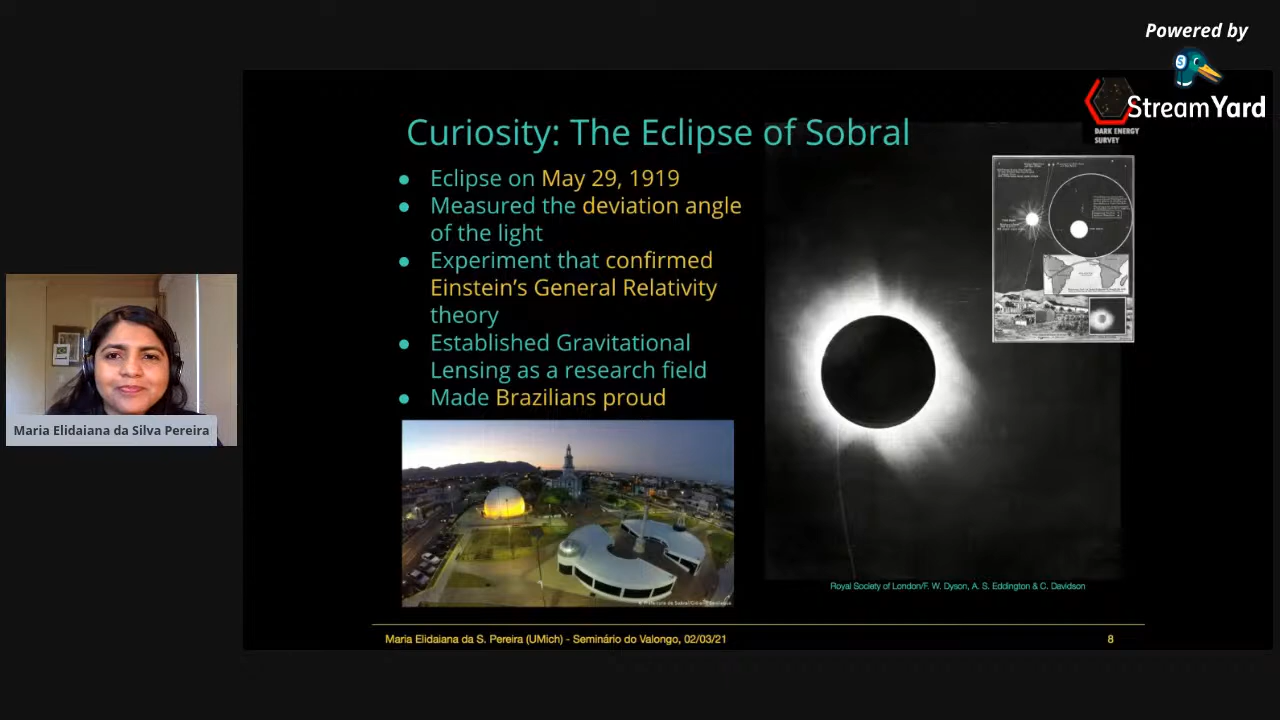 Powered by
StreamYard
DARK ENERGY
SURVEY
Curiosity: The Eclipse of Sobral
● Eclipse on May 29, 1919
● Measured the deviation angle
of the light
● Experiment that confirmed
Einstein's General Relativity
theory
● Established Gravitational
Lensing as a research field
● Made Brazilians proud
Maria Elidaiana da Silva Pereira
Royal Society of London/F. W. Dyson, A. S. Eddington & C. Davidson
Maria Elidaiana da S. Pereira (UMich) - Seminário do Valongo, 02/03/21
8